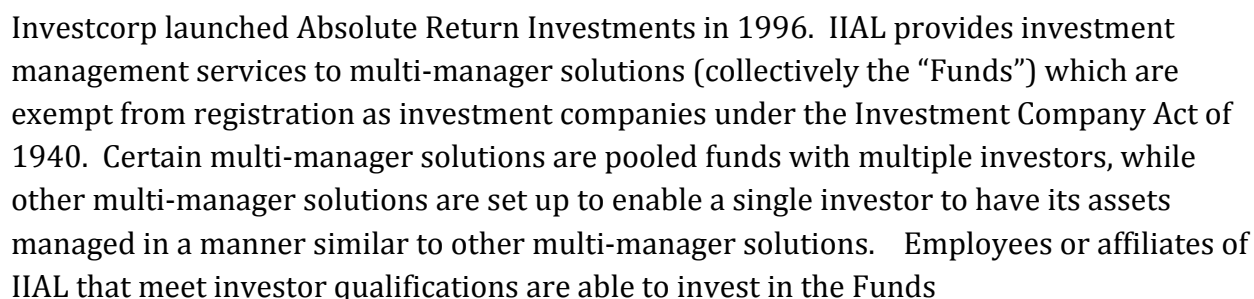 Investcorp launched Absolute Return Investments in 1996.  IIAL provides investment
management services to multi-manager solutions (collectively the “Funds”) which are
exempt from registration as investment companies under the Investment Company Act of
1940.  Certain multi-manager solutions are pooled funds with multiple investors, while
other multi-manager solutions are set up to enable a single investor to have its assets
managed in a manner similar to other multi-manager solutions.    Employees or affiliates of
IIAL that meet investor qualifications are able to invest in the Funds